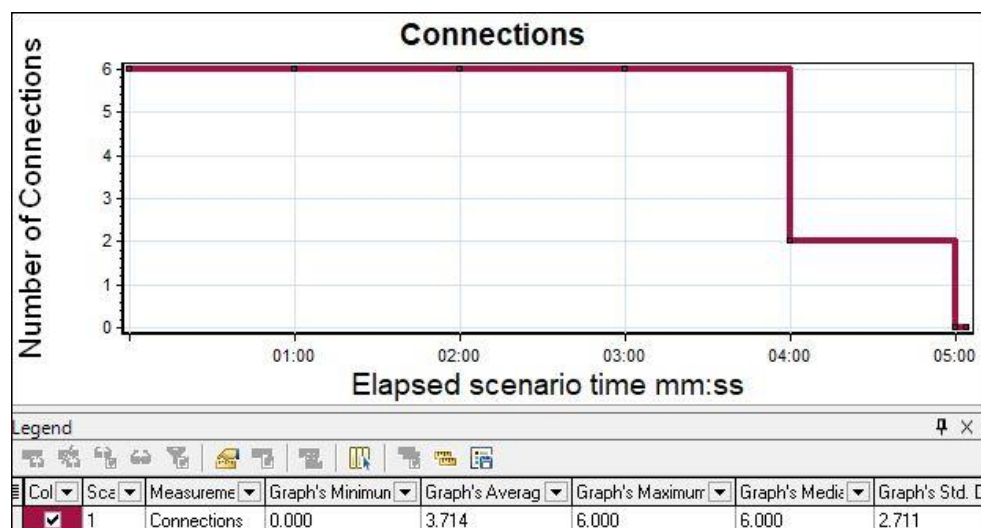 Connections
Number of Connections
6
5
4
3
2
1
0
01:00 02:00 03:00 04:00 05:00
Elapsed scenario time mm:ss
Legend
Col Sca Measureme Graph's Minimun Graph's Averag Graph's Maximurr Graph's Media Graph's Std. D
1 Connections 0.000 3.714 6.000 6.000 2.711